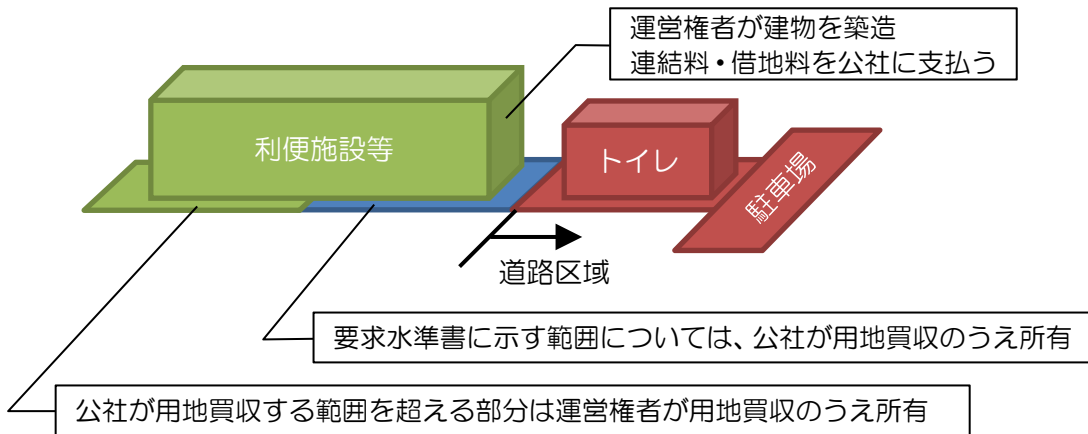 運営権者が建物を築造
連結料・借地料を公社に支払う
利便施設等
トイレ
駐車場
道路区域
要求水準書に示す範囲については、公社が用地買収のうえ所有
公社が用地買収する範囲を超える部分は運営権者が用地買収のうえ所有